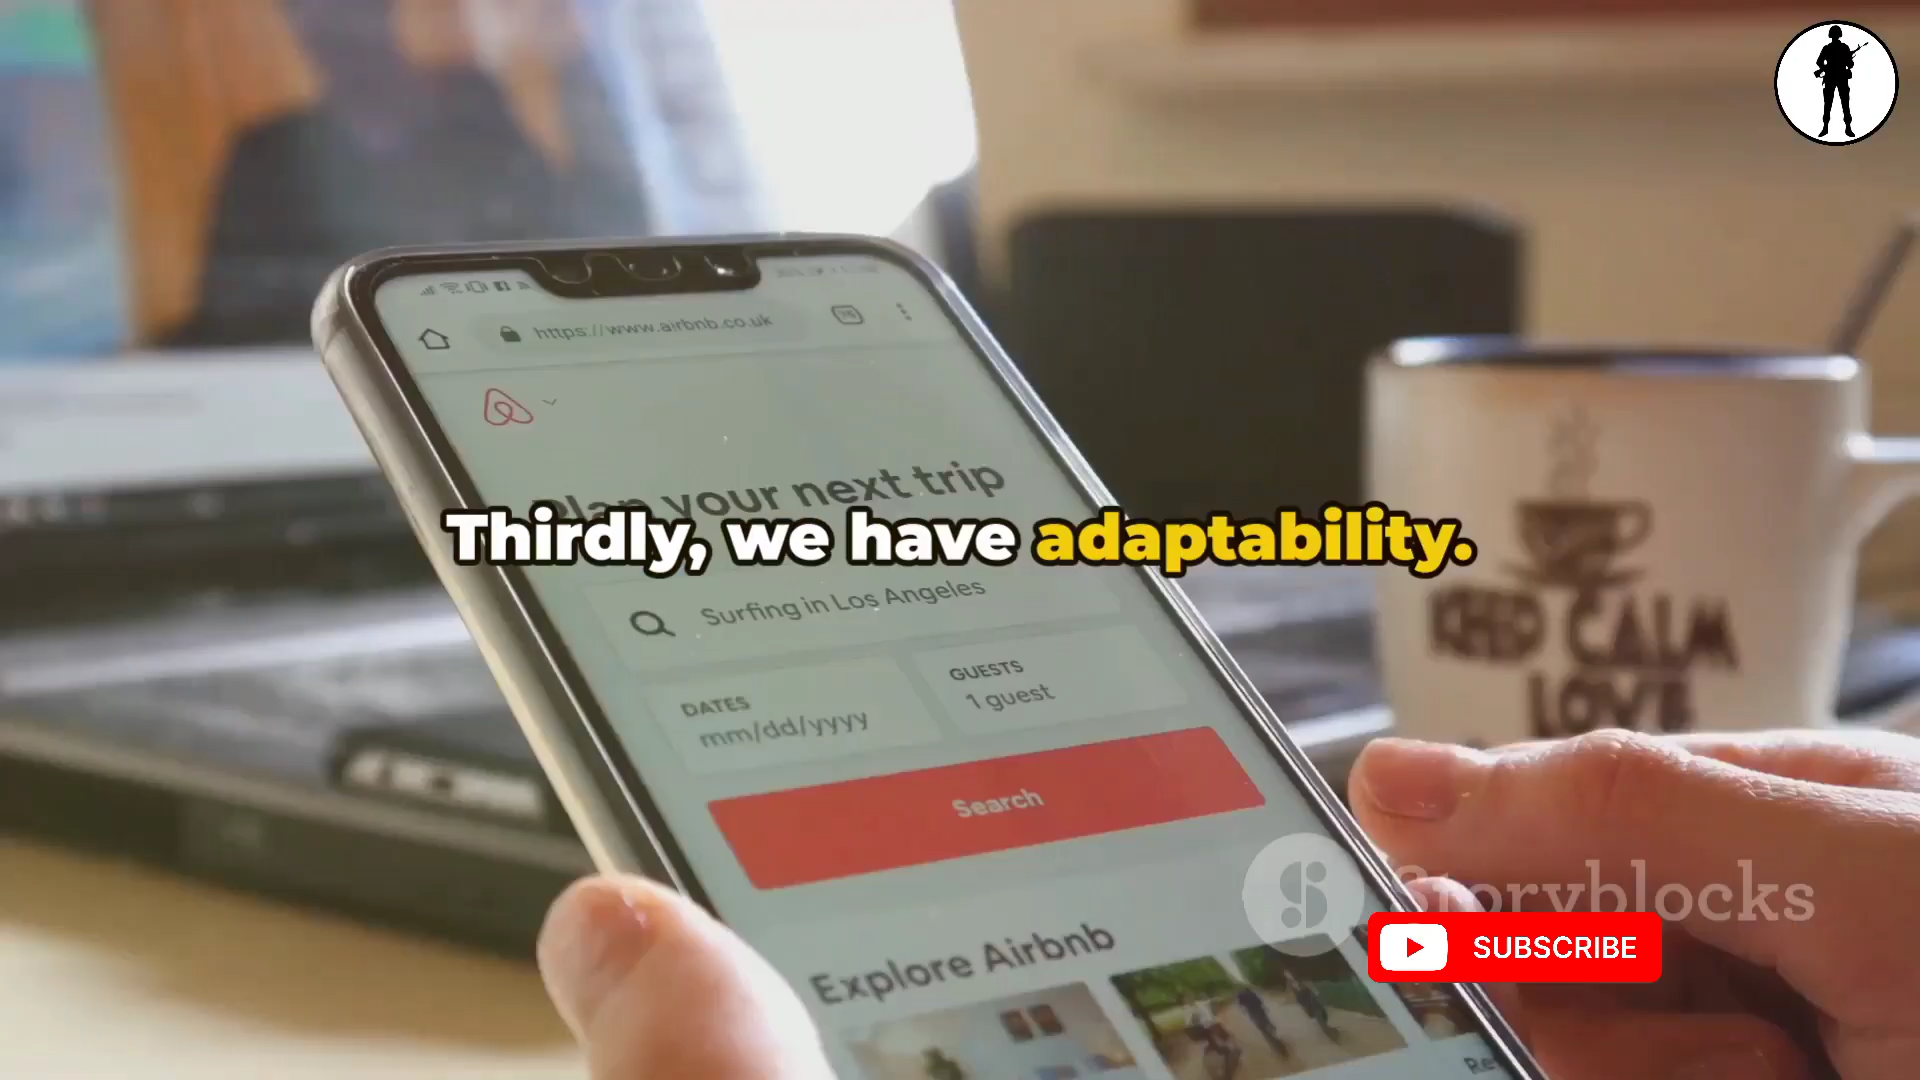 https://www.airbnb.co.uk
Plan your next trip
Thirdly, we have adaptability.
Surfing in Los Angeles
DATES
mm/dd/yyyy
GUESTS
1 guest
Search
KEEP CALM
LOVE
Storyblocks
SUBSCRIBE
Explore Airbnb